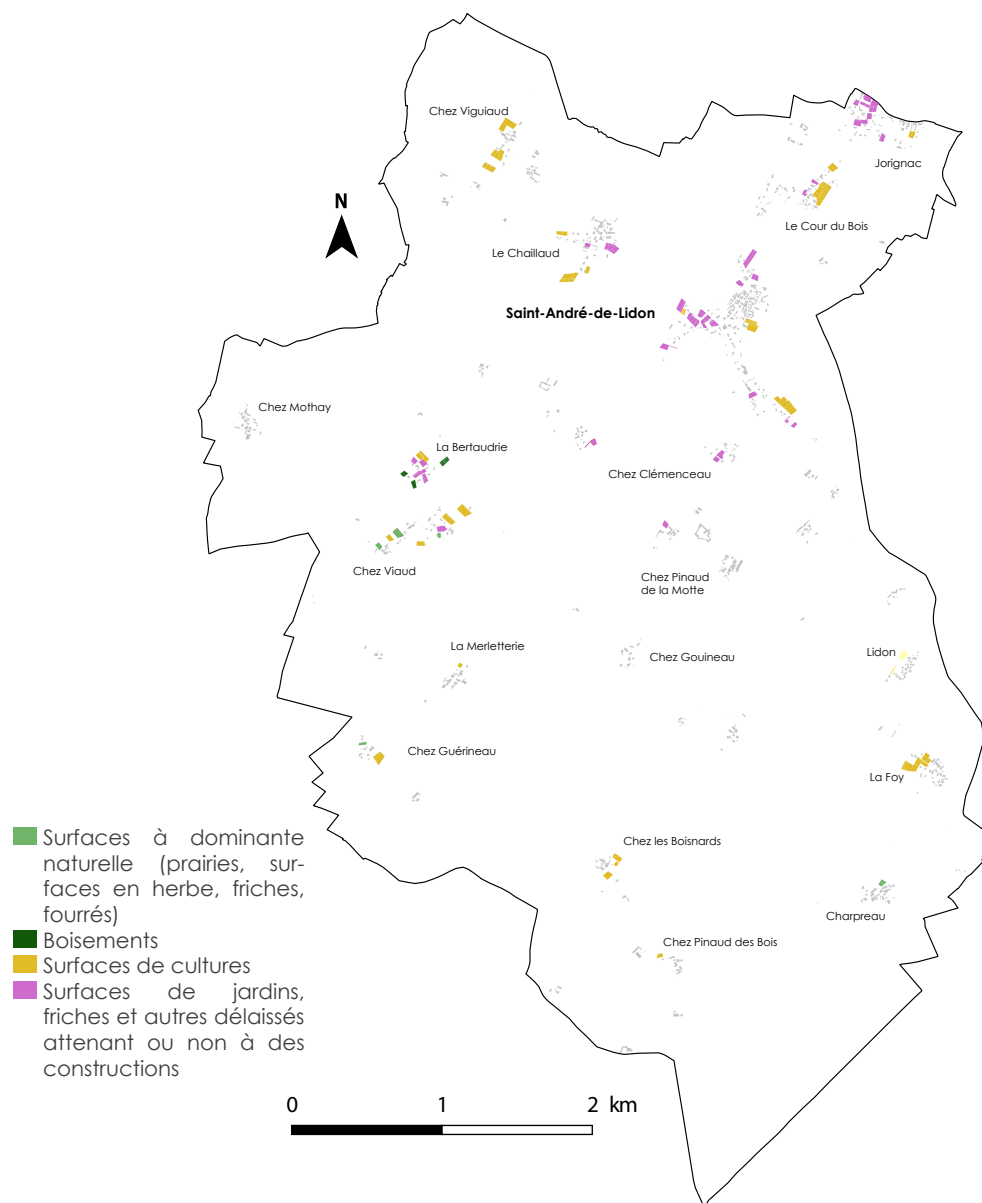 Chez Viguiaud
Jorignac
N
Le Cour du Bois
Le Chaillaud
Saint-André-de-Lidon
Chez Mothay
La Bertaudrie
Chez Clémenceau
Chez Viaud
Chez Pinaud
de la Motte
La Merletterie
Chez Gouineau
Lidon
Chez Guérineau
La Foy
Chez les Boisnards
Charpreau
Chez Pinaud des Bois
Surfaces à dominante
naturelle (prairies, sur-
faces en herbe, friches,
fourrés)
Boisements
Surfaces de cultures
Surfaces de jardins,
friches et autres délaissés
attenant ou non à des
constructions
0 1 2 km